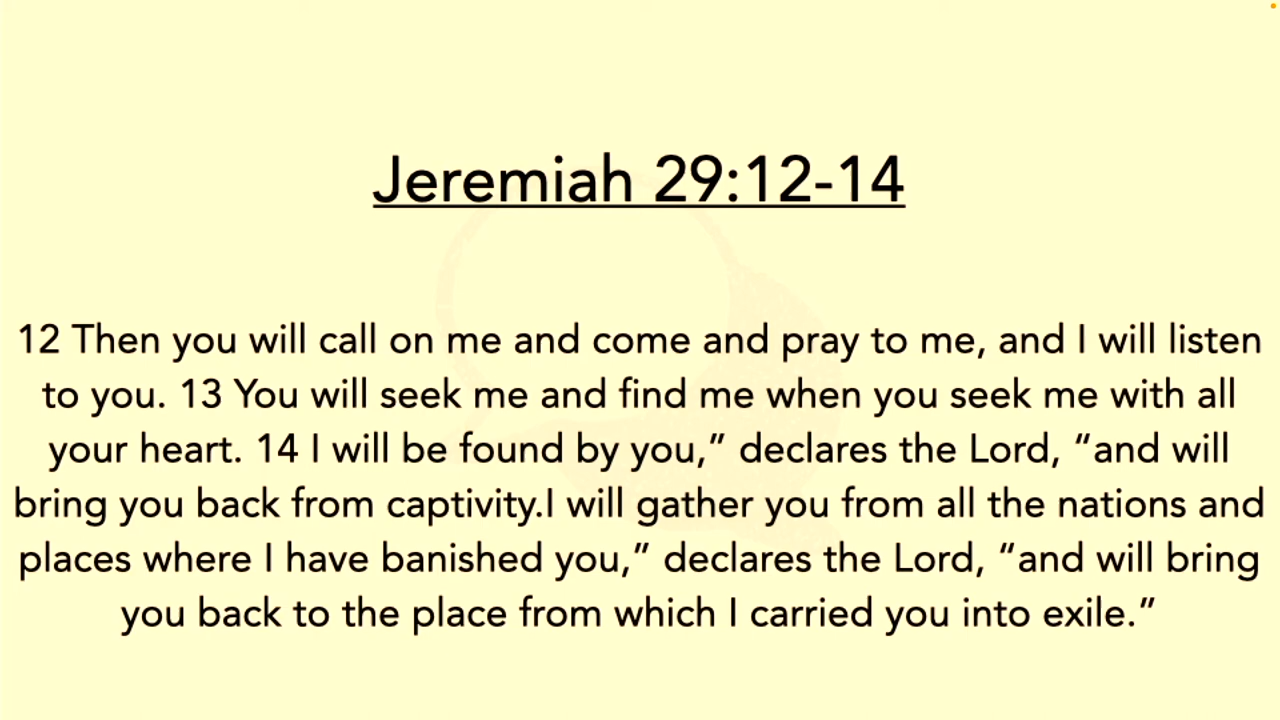 Jeremiah 29:12-14
12 Then you will call on me and come and pray to me, and I will listen
to you. 13 You will seek me and find me when you seek me with all
your heart. 14 I will be found by you,” declares the Lord, “and will
bring you back from captivity.I will gather you from all the nations and
places where I have banished you,” declares the Lord, “and will bring
you back to the place from which I carried you into exile.”